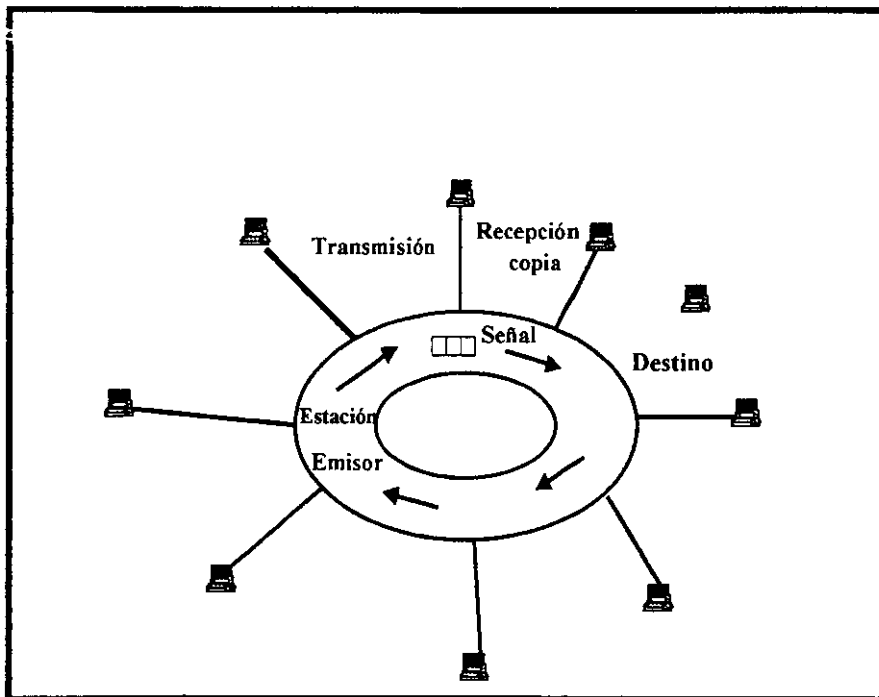 Transmisión
Recepción
copia
Señal
Destino
Estación
Emisor